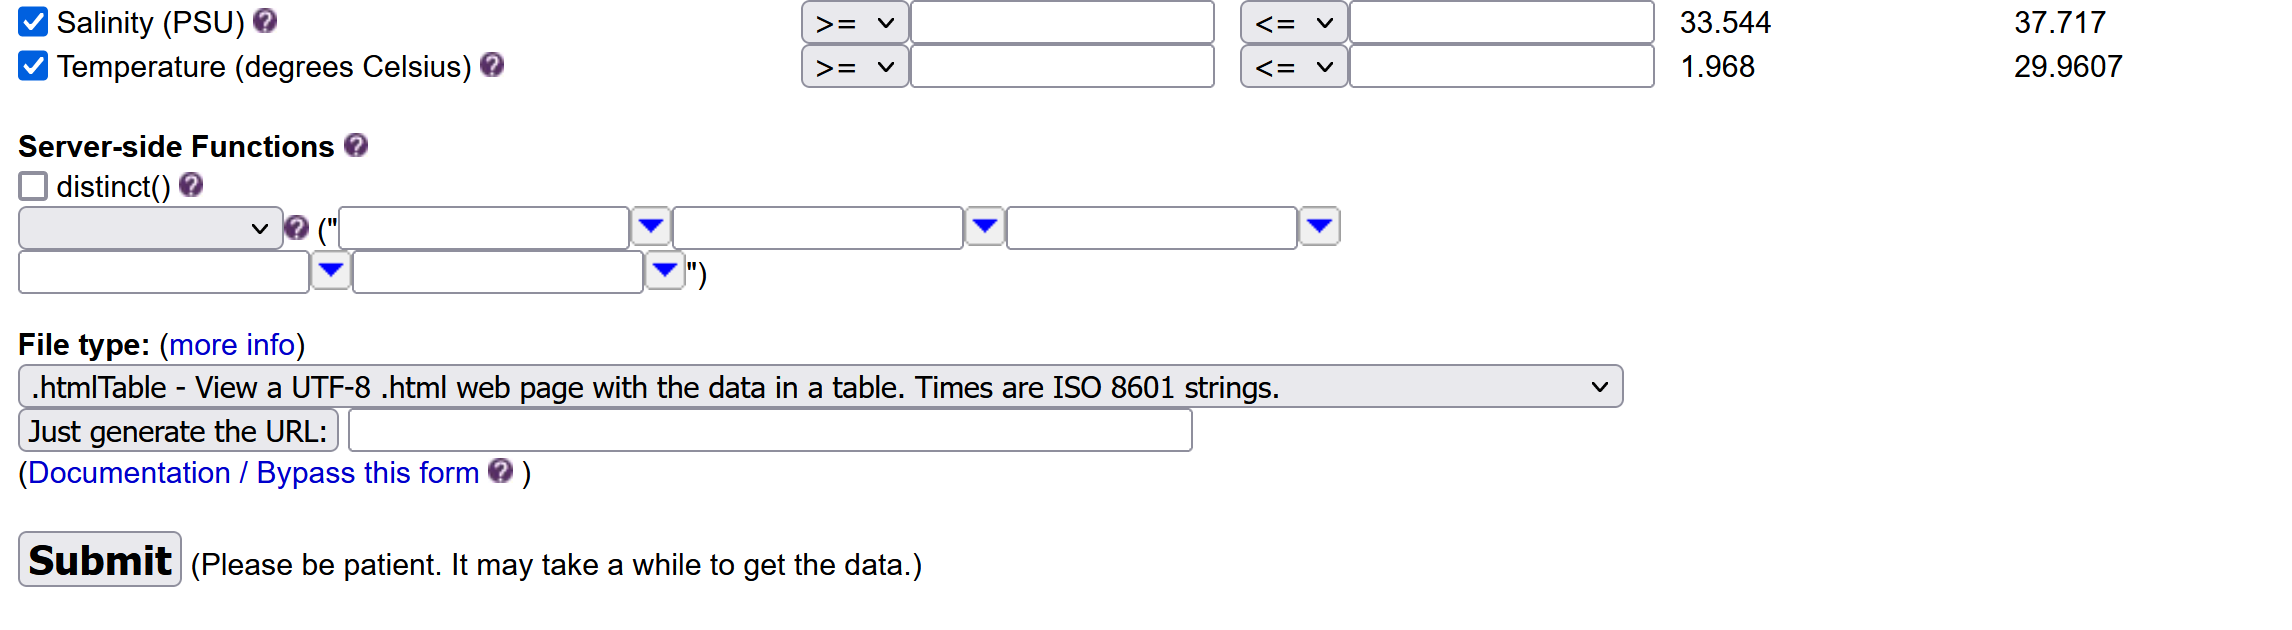 Salinity (PSU) ? >= <= 33.544 37.717
Temperature (degrees Celsius) ? >= <= 1.968 29.9607
Server-side Functions ?
distinct() ?
? ("
")
File type: (more info)
.htmlTable - View a UTF-8 .html web page with the data in a table. Times are ISO 8601 strings.
Just generate the URL:
(Documentation / Bypass this form ? )
Submit (Please be patient. It may take a while to get the data.)